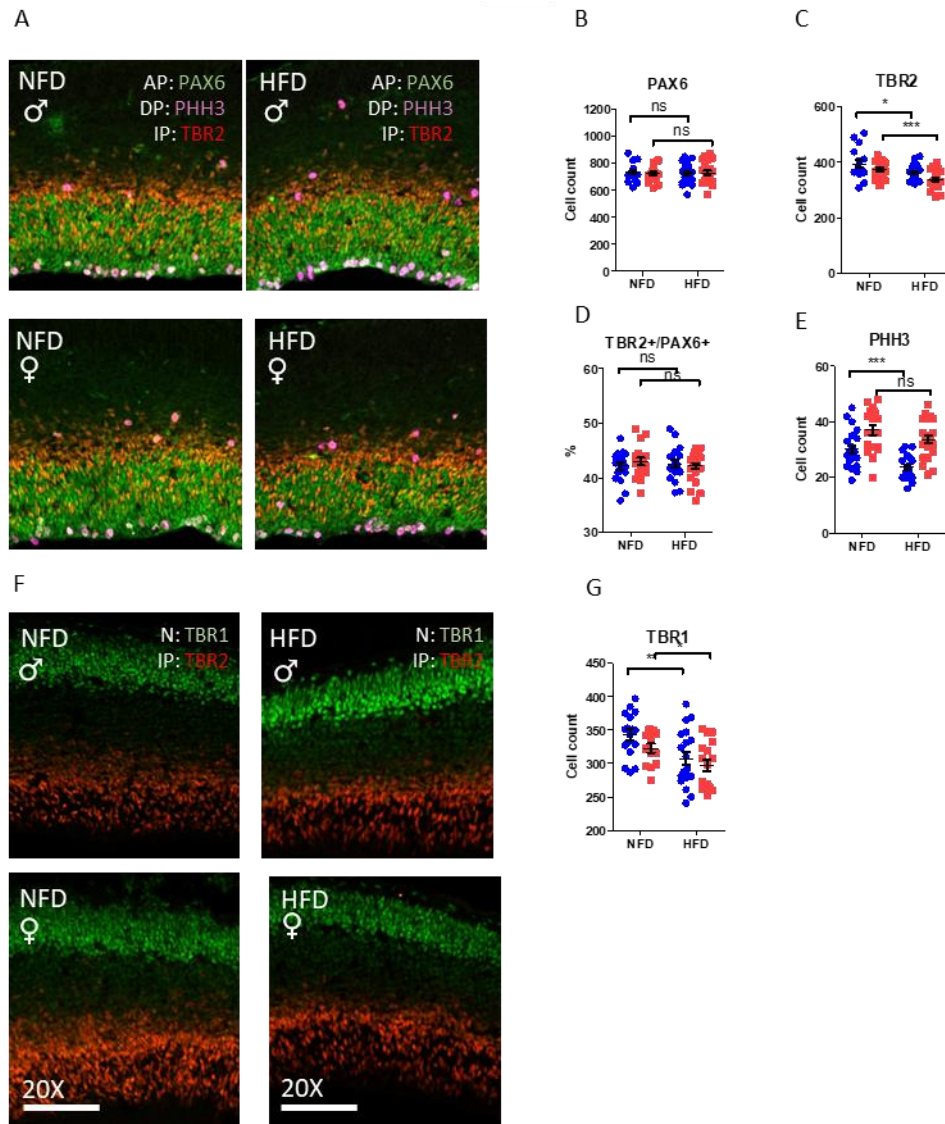 A
NFD
♂
AP: PAX6
DP: PHH3
IP: TBR2
HFD
♂
AP: PAX6
DP: PHH3
IP: TBR2
NFD
♀
HFD
♀
B
PAX6
ns
ns
Cell count
1200
1000
800
600
400
200
0
NFD HFD
C
TBR2
*
***
Cell count
600
400
200
0
NFD HFD
D
TBR2+/PAX6+
ns
ns
%
60
50
40
30
NFD HFD
E
PHH3
***
ns
Cell count
60
40
20
0
NFD HFD
F
NFD
♂
N: TBR1
IP: TBR2
HFD
♂
N: TBR1
IP: TBR2
NFD
♀
20X
HFD
♀
20X
G
TBR1
*
Cell count
450
400
350
300
250
200
NFD HFD